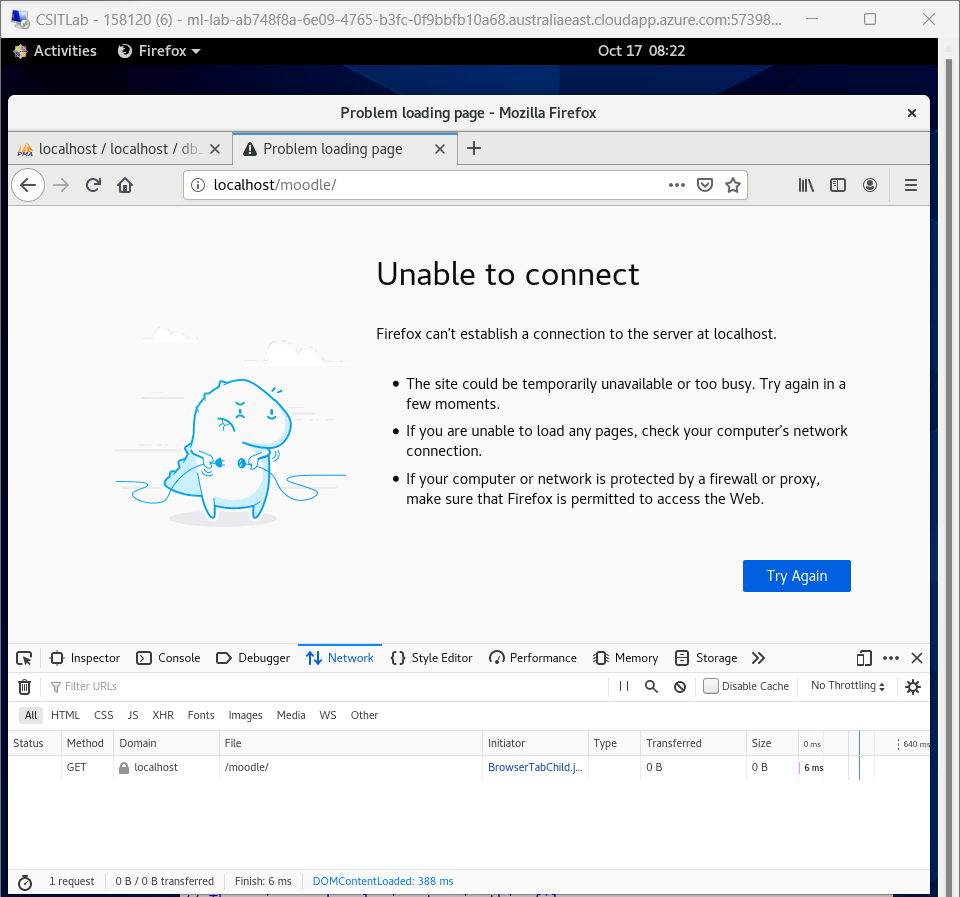 CSITLab - 158120 (6) - ml-lab-ab748f8a-6e09-4765-b3fc-0f9bbfb10a68.australiaeast.cloudapp.azure.com:57398...
Activities Firefox Oct 17 08:22
Problem loading page - Mozilla Firefox
PMA localhost / localhost / db Problem loading page
localhost/moodle/
Unable to connect
Firefox can't establish a connection to the server at localhost.
• The site could be temporarily unavailable or too busy. Try again in a
few moments.
• If you are unable to load any pages, check your computer's network
connection.
• If your computer or network is protected by a firewall or proxy,
make sure that Firefox is permitted to access the Web.
Try Again
Inspector Console Debugger Network Style Editor Performance Memory Storage
Filter URLs Disable Cache No Throttling
All HTML CSS JS XHR Fonts Images Media WS Other
Status Method Domain File Initiator Type Transferred Size 0 ms 640 ms
GET localhost /moodle/ BrowserTabChild.j... 0 B 0 B 6 ms
1 request 0 B / 0 B transferred Finish: 6 ms DOMContentLoaded: 388 ms